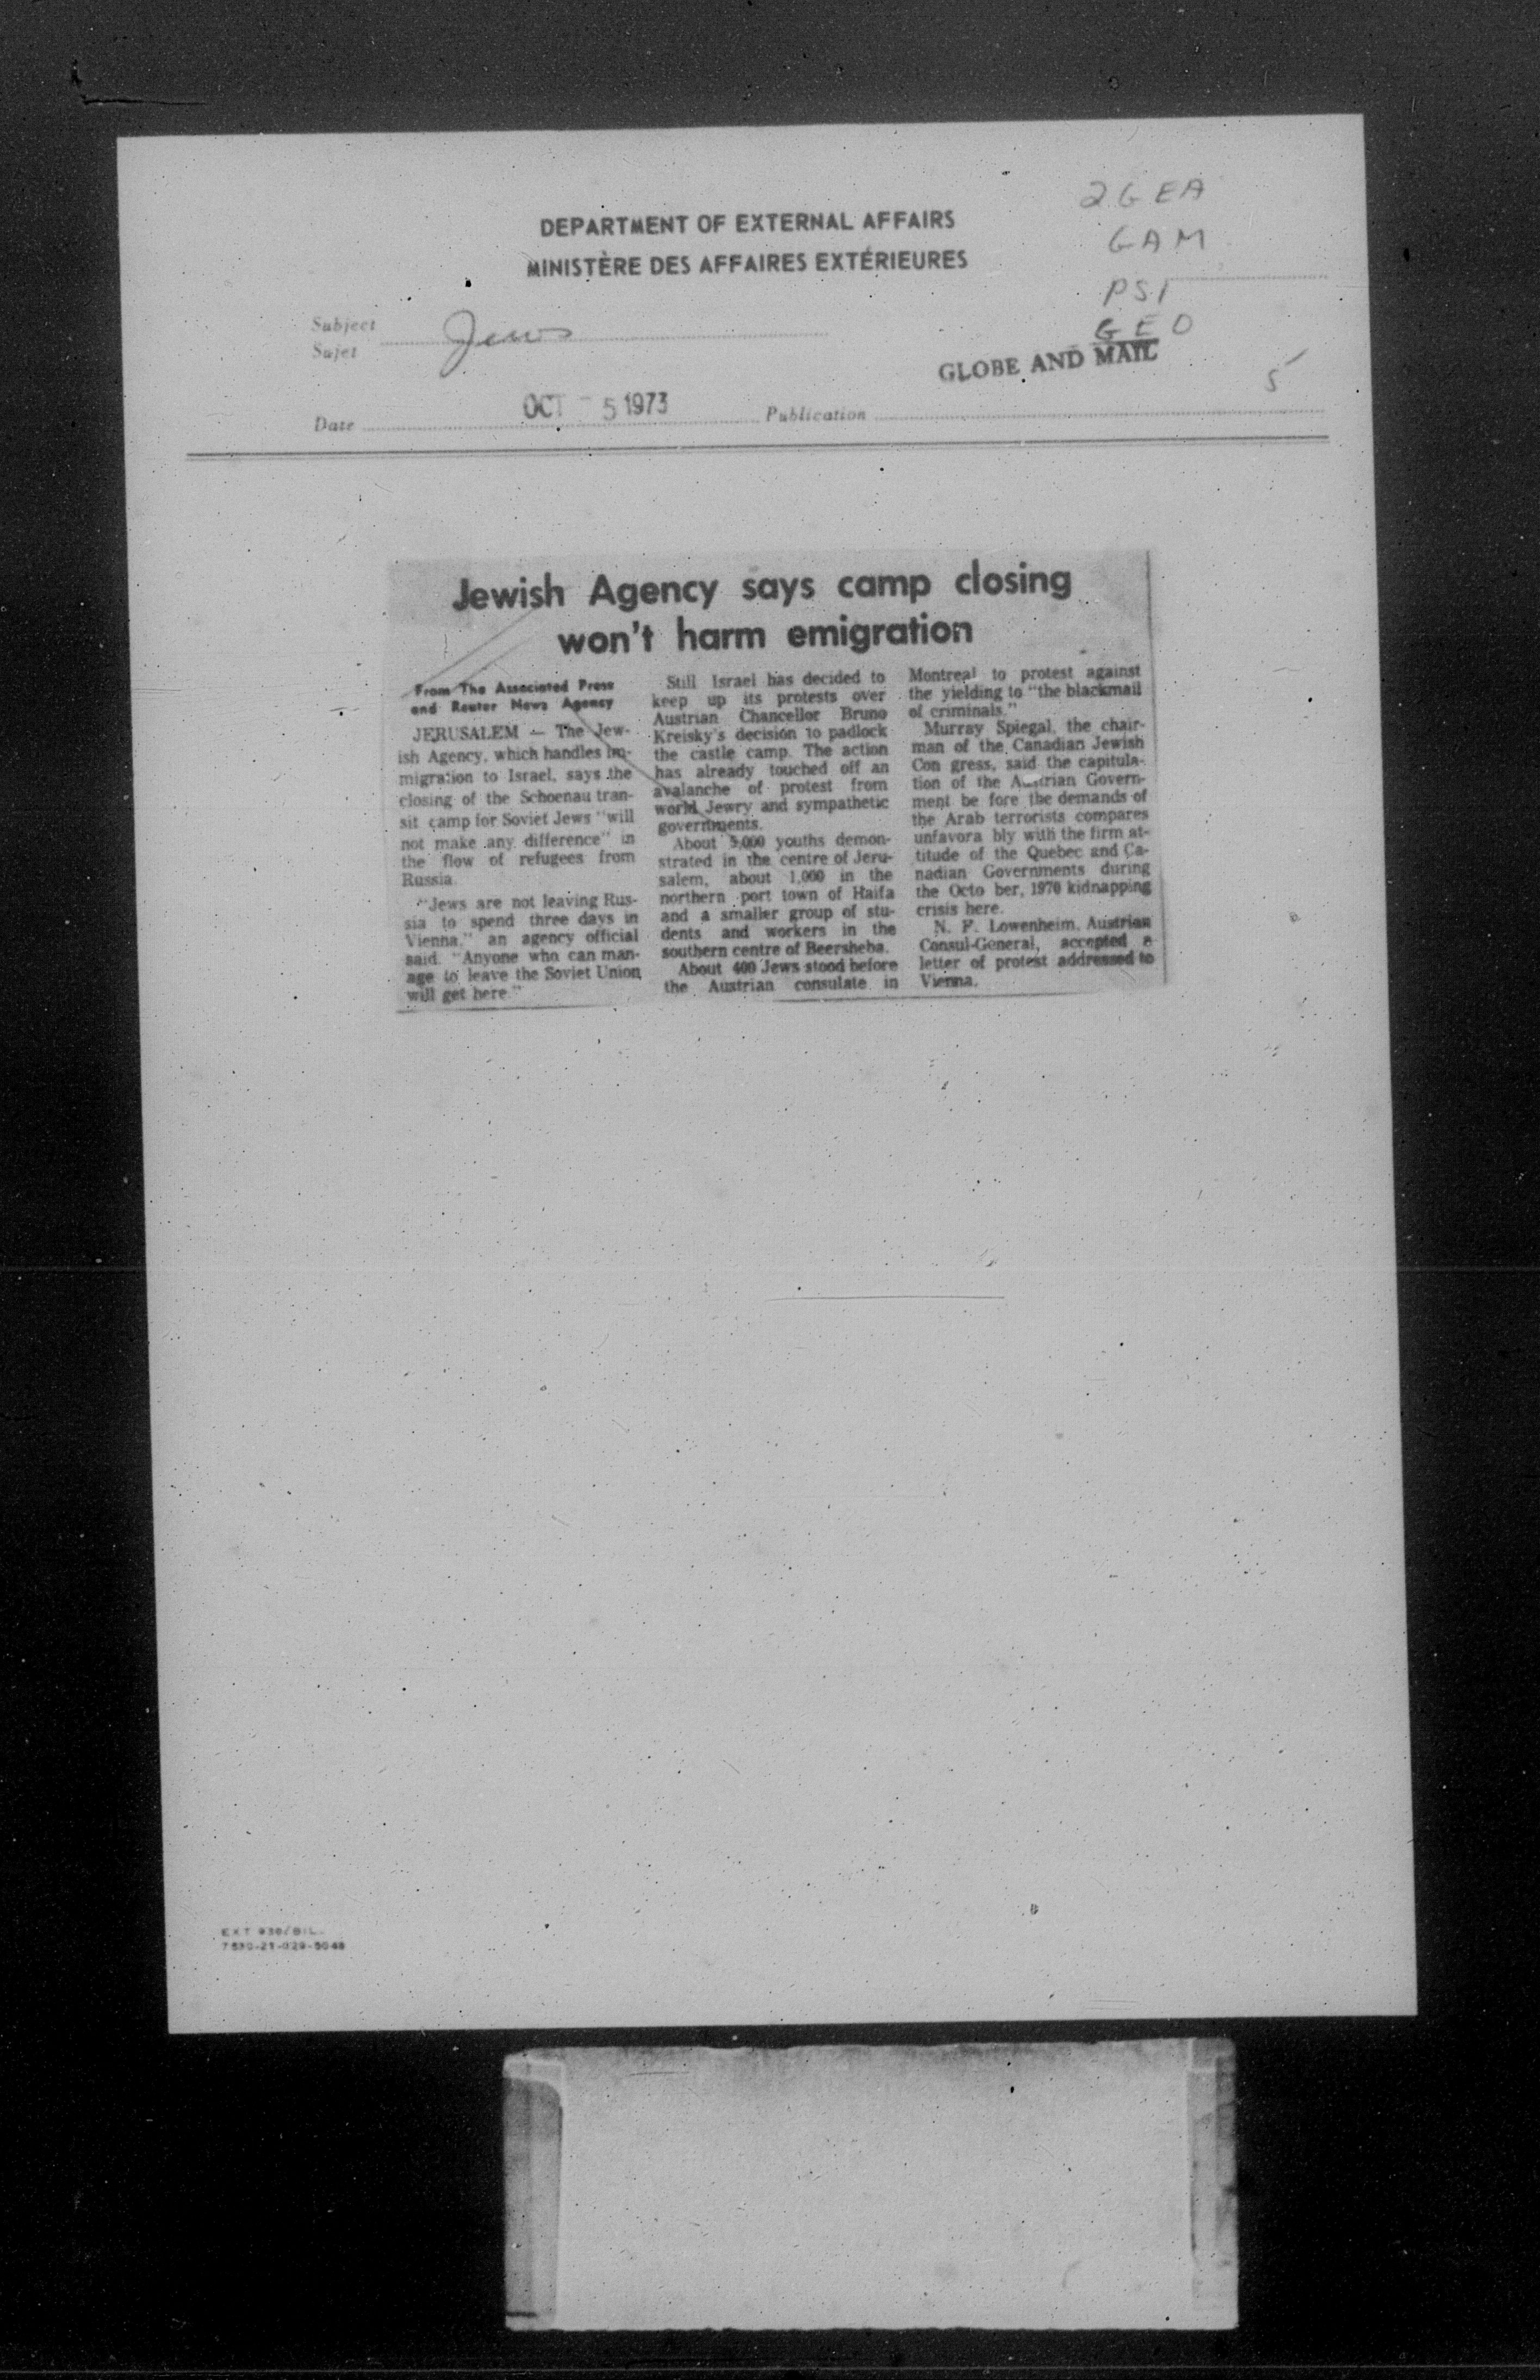 2 GEA
DEPARTMENT OF EXTERNAL AFFAIRS
GAM
MINISTÈRE DES AFFAIRES EXTÉRIEURES
PSI
Subject
Sujet
Jews
GEO
GLOBE AND MAIL
5
Date
OCT - 5 1973
Publication
Jewish Agency says camp closing
won't harm emigration
From The Associated Press
and Reuter News Agency
JERUSALEM — The Jew-
ish Agency, which handles im-
migration to Israel, says the
closing of the Schoenau tran-
sit camp for Soviet Jews "will
not make any difference" in
the flow of refugees from
Russia.
"Jews are not leaving Rus-
sia to spend three days in
Vienna," an agency official
said. "Anyone who can man-
age to leave the Soviet Union
will get here."
Still Israel has decided to
keep up its protests over
Austrian Chancellor Bruno
Kreisky's decision to padlock
the castle camp. The action
has already touched off an
avalanche of protest from
world Jewry and sympathetic
governments.
About 5,000 youths demon-
strated in the centre of Jeru-
salem, about 1,000 in the
northern port town of Haifa
and a smaller group of stu-
dents and workers in the
southern centre of Beersheba.
About 400 Jews stood before
the Austrian consulate in
Montreal to protest against
the yielding to "the blackmail
of criminals."
Murray Spiegal, the chair-
man of the Canadian Jewish
Con gress, said the capitula-
tion of the Austrian Govern-
ment be fore the demands of
the Arab terrorists compares
unfavora bly with the firm at-
titude of the Quebec and Ca-
nadian Governments during
the Octo ber, 1970 kidnapping
crisis here.
N. F. Lowenheim, Austrian
Consul-General, accepted a
letter of protest addressed to
Vienna.
EXT 930/BIL.
7530-21-029-5048